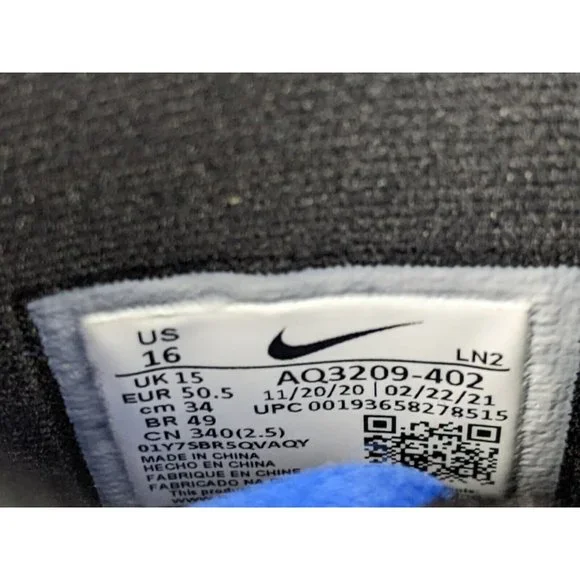 US
16
UK 15
EUR 50.5
cm 34
BR 49
CN 340(2.5)
01Y7SBR5QVAQY
MADE IN CHINA
HECHO EN CHINA
FABRIQUE EN CHINE
FABRICADO NA
This
www.
LN2
AQ3209-402
11/20/20 | 02/22/21
UPC 00193658278515